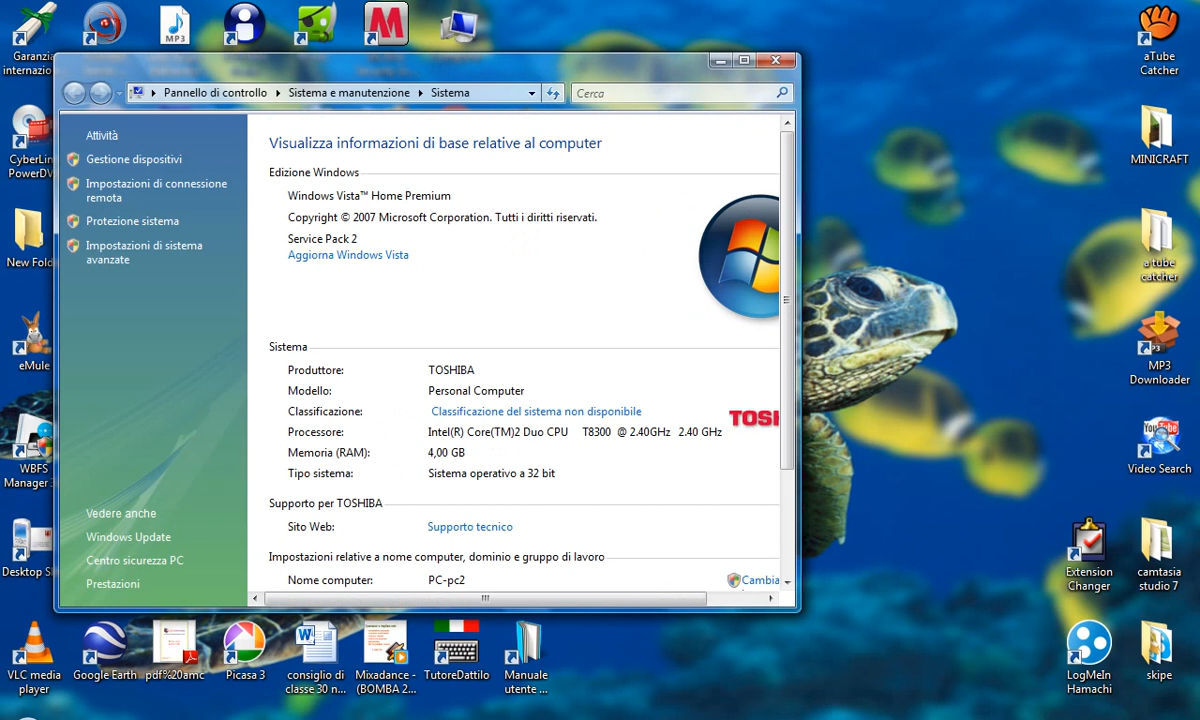 Garanzia
internazio
MP3
aTube
Catcher
Pannello di controllo
Sistema e manutenzione
Sistema
Cerca
CyberLin
PowerDV
MINICRAFT
Attività
Gestione dispositivi
Impostazioni di connessione
remota
Protezione sistema
Impostazioni di sistema
avanzate
Visualizza informazioni di base relative al computer
Edizione Windows
Windows Vista™ Home Premium
Copyright © 2007 Microsoft Corporation. Tutti i diritti riservati.
Service Pack 2
Aggiorna Windows Vista
New Fold
a tube
catcher
eMule
MP3
Downloader
Sistema
Produttore: TOSHIBA
Modello: Personal Computer
Classificazione: Classificazione del sistema non disponibile
Processore: Intel(R) Core(TM)2 Duo CPU T8300 @ 2.40GHz 2.40 GHz
Memoria (RAM): 4,00 GB
Tipo sistema: Sistema operativo a 32 bit
TOSH
WBFS
Manager 3
You Tube
Video Search
Supporto per TOSHIBA
Sito Web: Supporto tecnico
Impostazioni relative a nome computer, dominio e gruppo di lavoro
Nome computer: PC-pc2
Cambia
Vedere anche
Windows Update
Centro sicurezza PC
Prestazioni
Desktop S
Extension
Changer
camtasia
studio 7
VLC media
player
Google Earth
pdf%20amc
Picasa 3
consiglio di
classe 30 n...
Mixadance -
(BOMBA 2...
TutoreDattilo
Manuale
utente ...
LogMeIn
Hamachi
skipe